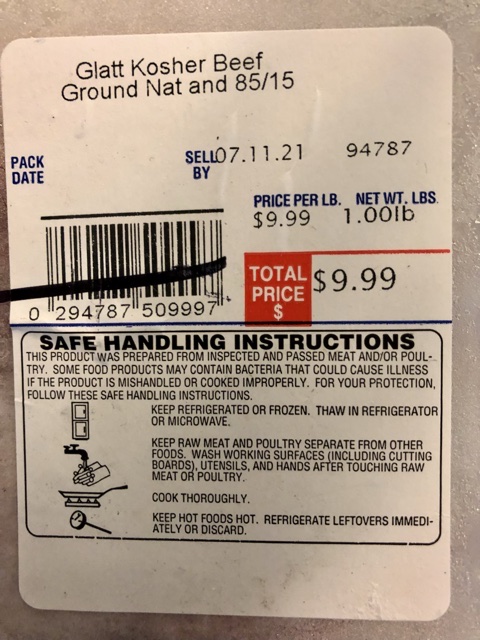 Glatt Kosher Beef
Ground Nat and 85/15
PACK DATE
SELL BY 07.11.21 94787
PRICE PER LB. NET WT. LBS.
$9.99 1.00lb
TOTAL PRICE $ $9.99
0 294787 509997
SAFE HANDLING INSTRUCTIONS
THIS PRODUCT WAS PREPARED FROM INSPECTED AND PASSED MEAT AND/OR POUL-
TRY. SOME FOOD PRODUCTS MAY CONTAIN BACTERIA THAT COULD CAUSE ILLNESS
IF THE PRODUCT IS MISHANDLED OR COOKED IMPROPERLY. FOR YOUR PROTECTION,
FOLLOW THESE SAFE HANDLING INSTRUCTIONS.
KEEP REFRIGERATED OR FROZEN. THAW IN REFRIGERATOR
OR MICROWAVE.
KEEP RAW MEAT AND POULTRY SEPARATE FROM OTHER
FOODS. WASH WORKING SURFACES (INCLUDING CUTTING
BOARDS), UTENSILS, AND HANDS AFTER TOUCHING RAW
MEAT OR POULTRY.
COOK THOROUGHLY.
KEEP HOT FOODS HOT. REFRIGERATE LEFTOVERS IMMEDI-
ATELY OR DISCARD.